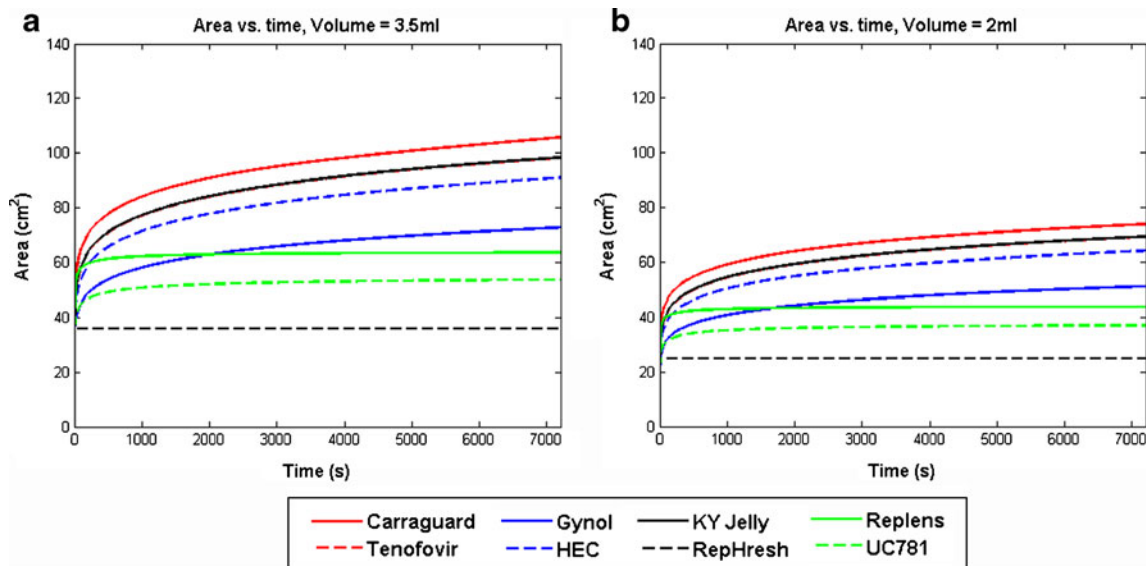 a
Area vs. time, Volume = 3.5ml
140
120
100
80
60
40
20
0
Area (cm²)
0 1000 2000 3000 4000 5000 6000 7000
Time (s)
b
Area vs. time, Volume = 2ml
140
120
100
80
60
40
20
0
Area (cm²)
0 1000 2000 3000 4000 5000 6000 7000
Time (s)
Carraguard Gynol KY Jelly Replens
Tenofovir HEC RepHresh UC781